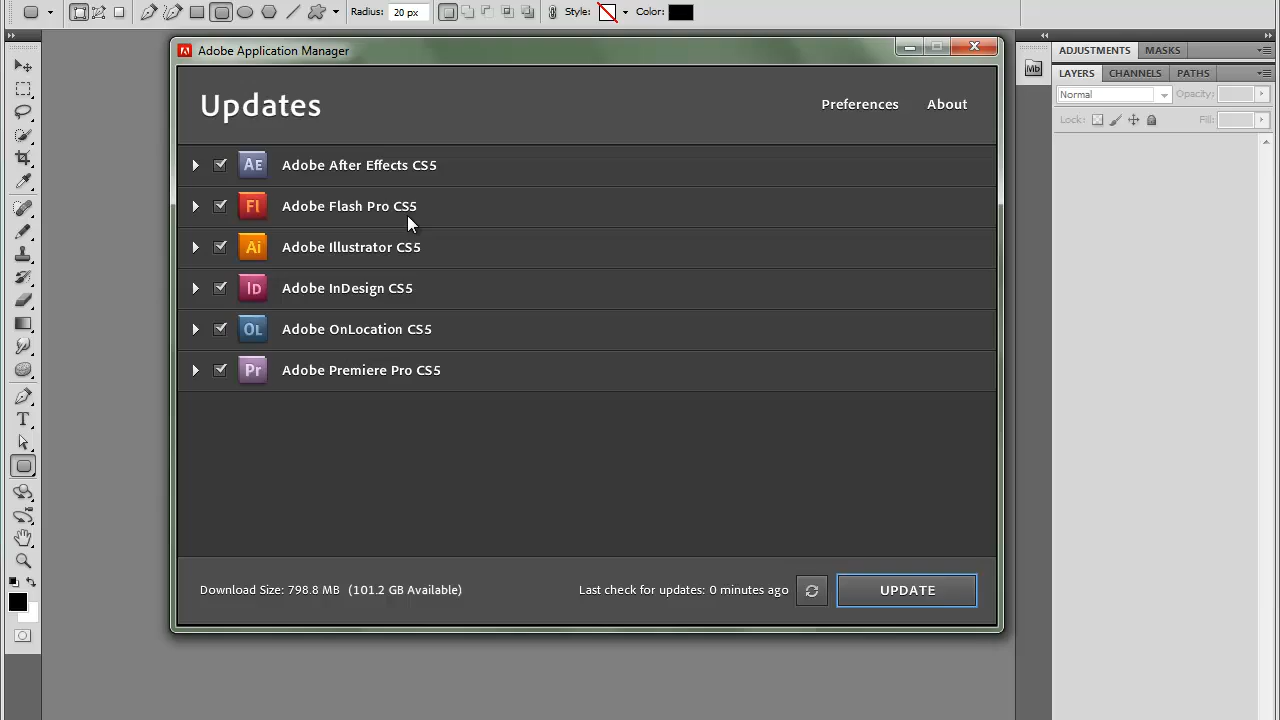 Radius: 20 px Style: Color:
Adobe Application Manager
ADJUSTMENTS MASKS
Mb
LAYERS CHANNELS PATHS
Normal Opacity:
Lock: Fill:
Updates
Preferences About
AE Adobe After Effects CS5
Fl Adobe Flash Pro CS5
Ai Adobe Illustrator CS5
ID Adobe InDesign CS5
OL Adobe OnLocation CS5
Pr Adobe Premiere Pro CS5
T
Download Size: 798.8 MB (101.2 GB Available) Last check for updates: 0 minutes ago UPDATE